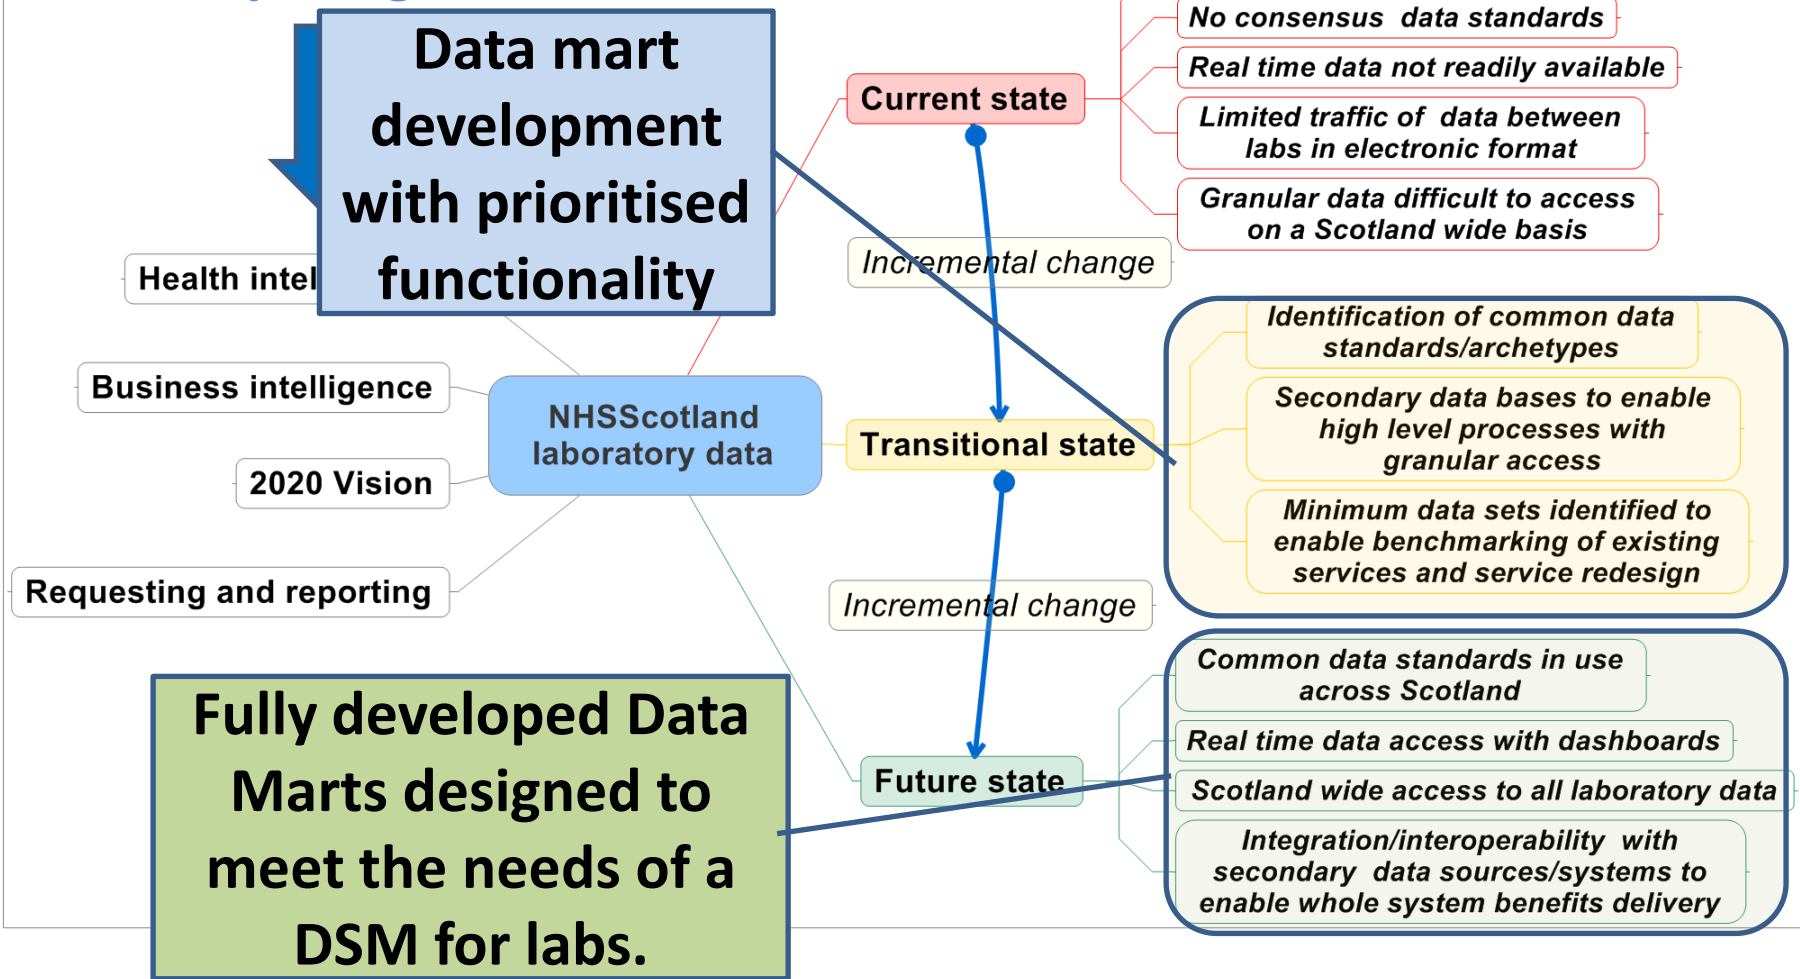 Data mart
development
with prioritised
functionality
No consensus data standards
Real time data not readily available
Current state
Limited traffic of data between
labs in electronic format
Granular data difficult to access
on a Scotland wide basis
Incremental change
Health intel
Business intelligence
NHSScotland
laboratory data
2020 Vision
Requesting and reporting
Transitional state
Identification of common data
standards/archetypes
Secondary data bases to enable
high level processes with
granular access
Minimum data sets identified to
enable benchmarking of existing
services and service redesign
Incremental change
Fully developed Data
Marts designed to
meet the needs of a
DSM for labs.
Future state
Common data standards in use
across Scotland
Real time data access with dashboards
Scotland wide access to all laboratory data
Integration/interoperability with
secondary data sources/systems to
enable whole system benefits delivery